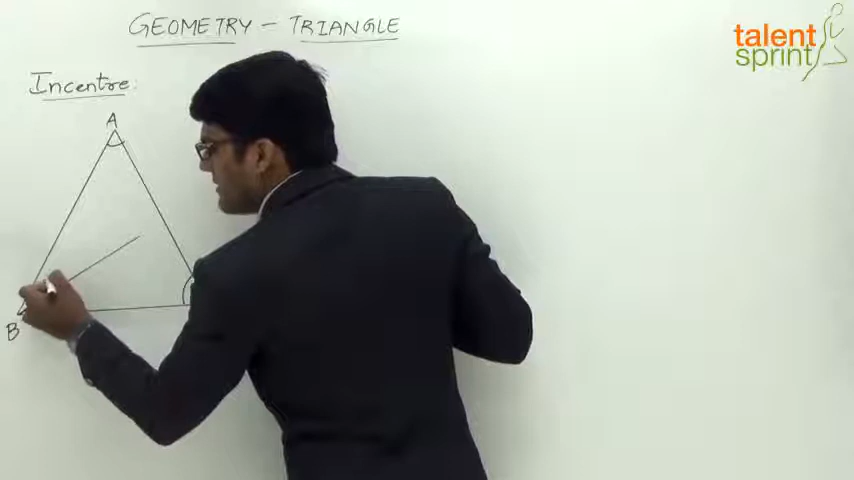 GEOMETRY - TRIANGLE
talent
sprint
Incentre:
A
B